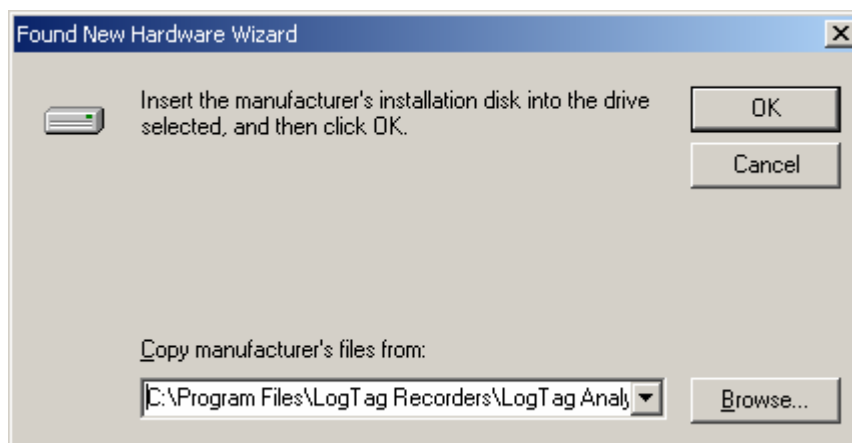 Found New Hardware Wizard
Insert the manufacturer's installation disk into the drive
selected, and then click OK.
OK
Cancel
Copy manufacturer's files from:
C:\Program Files\LogTag Recorders\LogTag Analy
Browse...